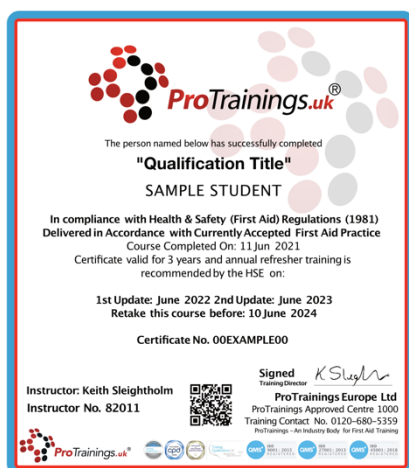 ProTrainings.uk®
The person named below has successfully completed
"Qualification Title"
SAMPLE STUDENT
In compliance with Health & Safety (First Aid) Regulations (1981)
Delivered in Accordance with Currently Accepted First Aid Practice
Course Completed On: 11 Jun 2021
Certificate valid for 3 years and annual refresher training is
recommended by the HSE on:
1st Update: June 2022 2nd Update: June 2023
Retake this course before: 10 June 2024
Certificate No. 00EXAMPLE00
Signed K Sleigh
Training Director
Instructor: Keith Sleightholm
Instructor No. 82011
ProTrainings Europe Ltd
ProTrainings Approved Centre 1000
Training Contact No. 0120-680-5359
ProTrainings - An Industry Body for First Aid Training
ProTrainings.uk®
cpd
QMS
QMS
QMS